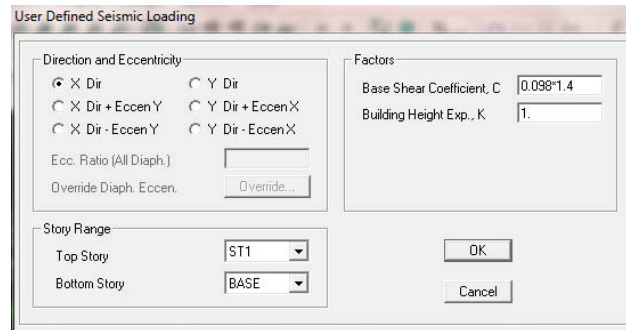 User Defined Seismic Loading
Direction and Eccentricity
X Dir
Y Dir
X Dir + Eccen Y
Y Dir + Eccen X
X Dir - Eccen Y
Y Dir - Eccen X
Ecc. Ratio (All Diaph.)
Override Diaph. Eccen.
Override...
Factors
Base Shear Coefficient, C
0.098*1.4
Building Height Exp., K
1.
Story Range
Top Story
ST1
Bottom Story
BASE
OK
Cancel